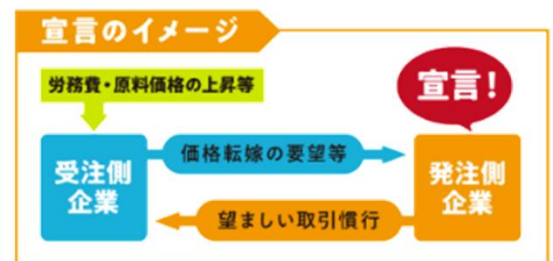 宣言のイメージ
労務費・原料価格の上昇等
宣言！
受注側
企業
価格転嫁の要望等
発注側
企業
望ましい取引慣行